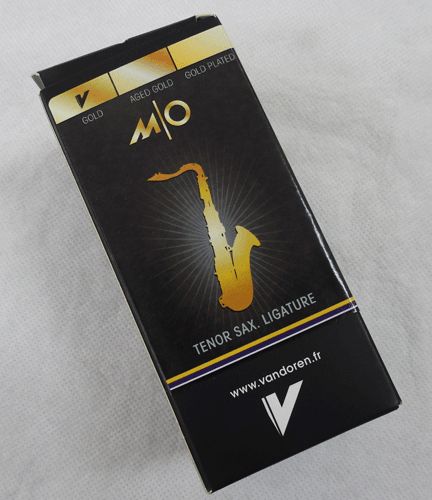 GOLD AGED GOLD GOLD PLATED
M|O
TENOR SAX. LIGATURE
www.vandoren.fr
V